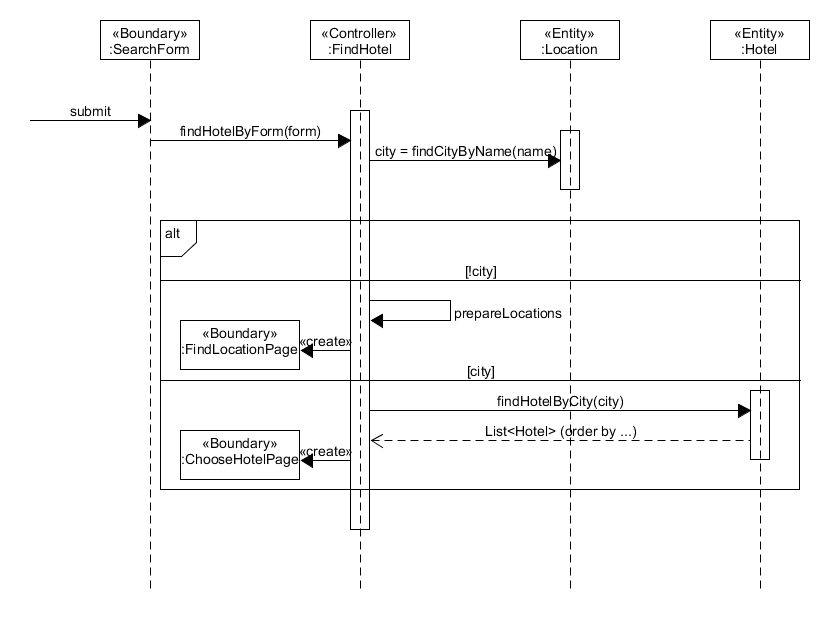 «Boundary»
:SearchForm
«Controller»
:FindHotel
«Entity»
:Location
«Entity»
:Hotel
submit
findHotelByForm(form)
city = findCityByName(name)
alt
[!city]
prepareLocations
«Boundary»
:FindLocationPage
«create»
[city]
findHotelByCity(city)
List<Hotel> (order by ...)
«Boundary»
:ChooseHotelPage
«create»